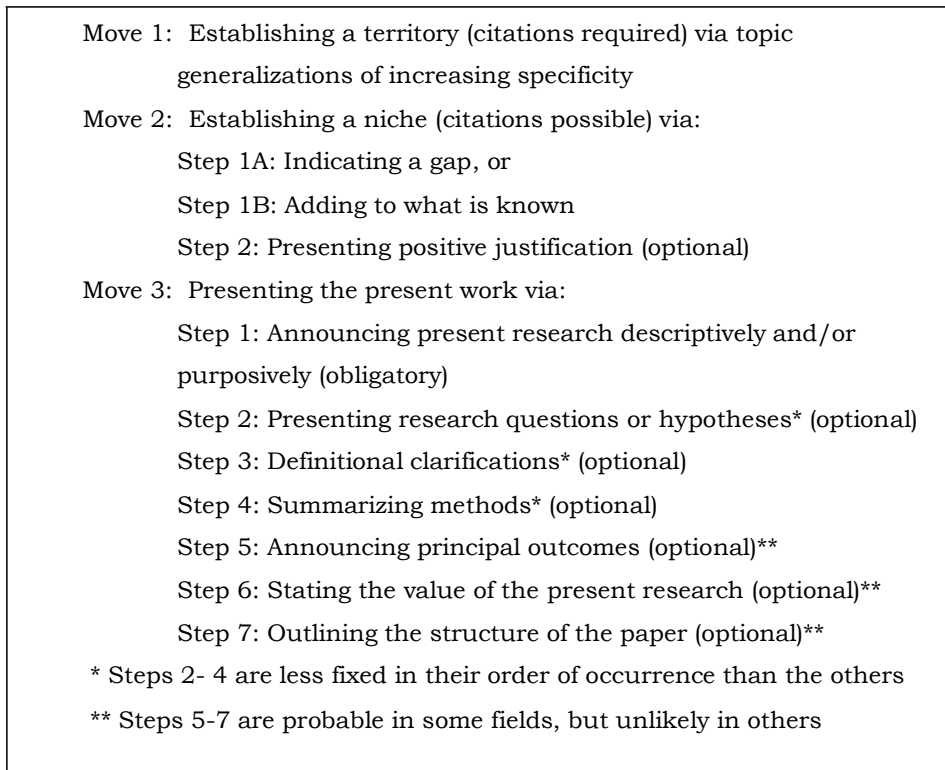 Move 1: Establishing a territory (citations required) via topic
generalizations of increasing specificity
Move 2: Establishing a niche (citations possible) via:
Step 1A: Indicating a gap, or
Step 1B: Adding to what is known
Step 2: Presenting positive justification (optional)
Move 3: Presenting the present work via:
Step 1: Announcing present research descriptively and/or
purposively (obligatory)
Step 2: Presenting research questions or hypotheses* (optional)
Step 3: Definitional clarifications* (optional)
Step 4: Summarizing methods* (optional)
Step 5: Announcing principal outcomes (optional)**
Step 6: Stating the value of the present research (optional)**
Step 7: Outlining the structure of the paper (optional)**
* Steps 2- 4 are less fixed in their order of occurrence than the others
** Steps 5-7 are probable in some fields, but unlikely in others